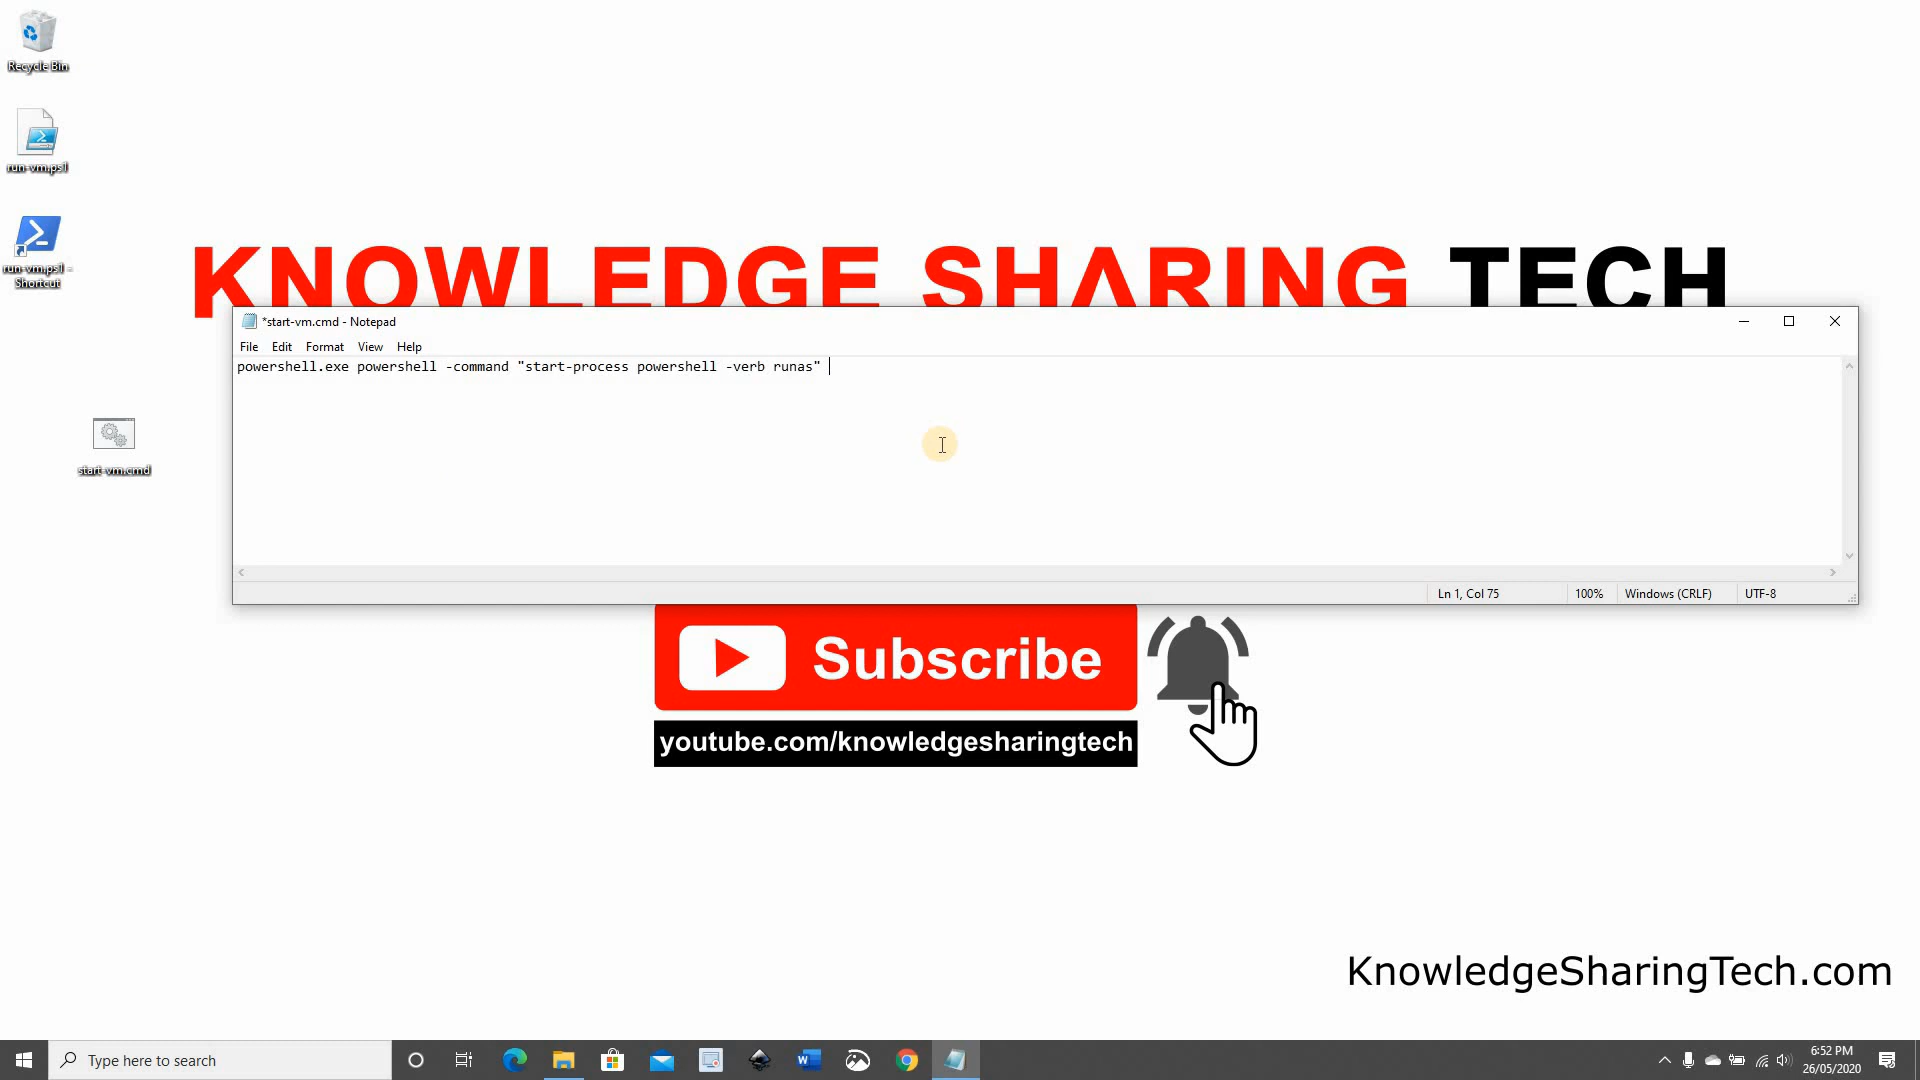 Recycle Bin
run-vm.ps1
run-vm.ps1 -
Shortcut
start-vm.cmd
KNOWLEDGE SHARING TECH
*start-vm.cmd - Notepad
File Edit Format View Help
powershell.exe powershell -command "start-process powershell -verb runas"
Ln 1, Col 75 100% Windows (CRLF) UTF-8
Subscribe
youtube.com/knowledgesharingtech
KnowledgeSharingTech.com
Type here to search
6:52 PM
26/05/2020